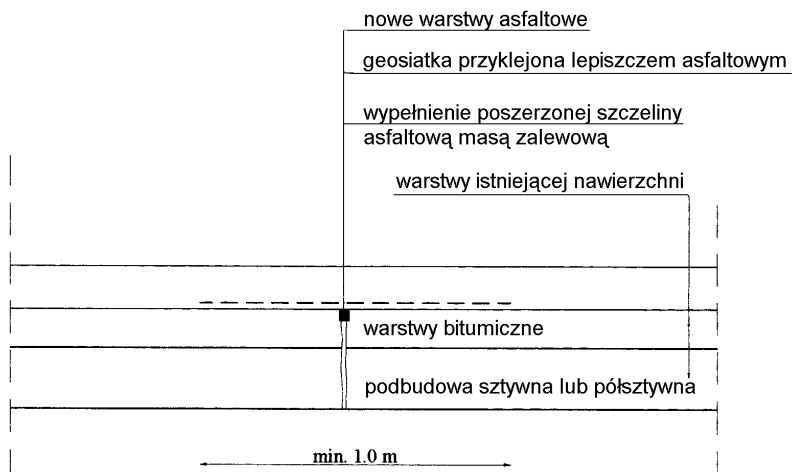 nowe warstwy asfaltowe
geosiatka przyklejona lepiszczem asfaltowym
wypełnienie poszerzonej szczeliny
asfaltową masą zalewową
warstwy istniejącej nawierzchni
warstwy bitumiczne
podbudowa sztywna lub półsztywna
min. 1.0 m